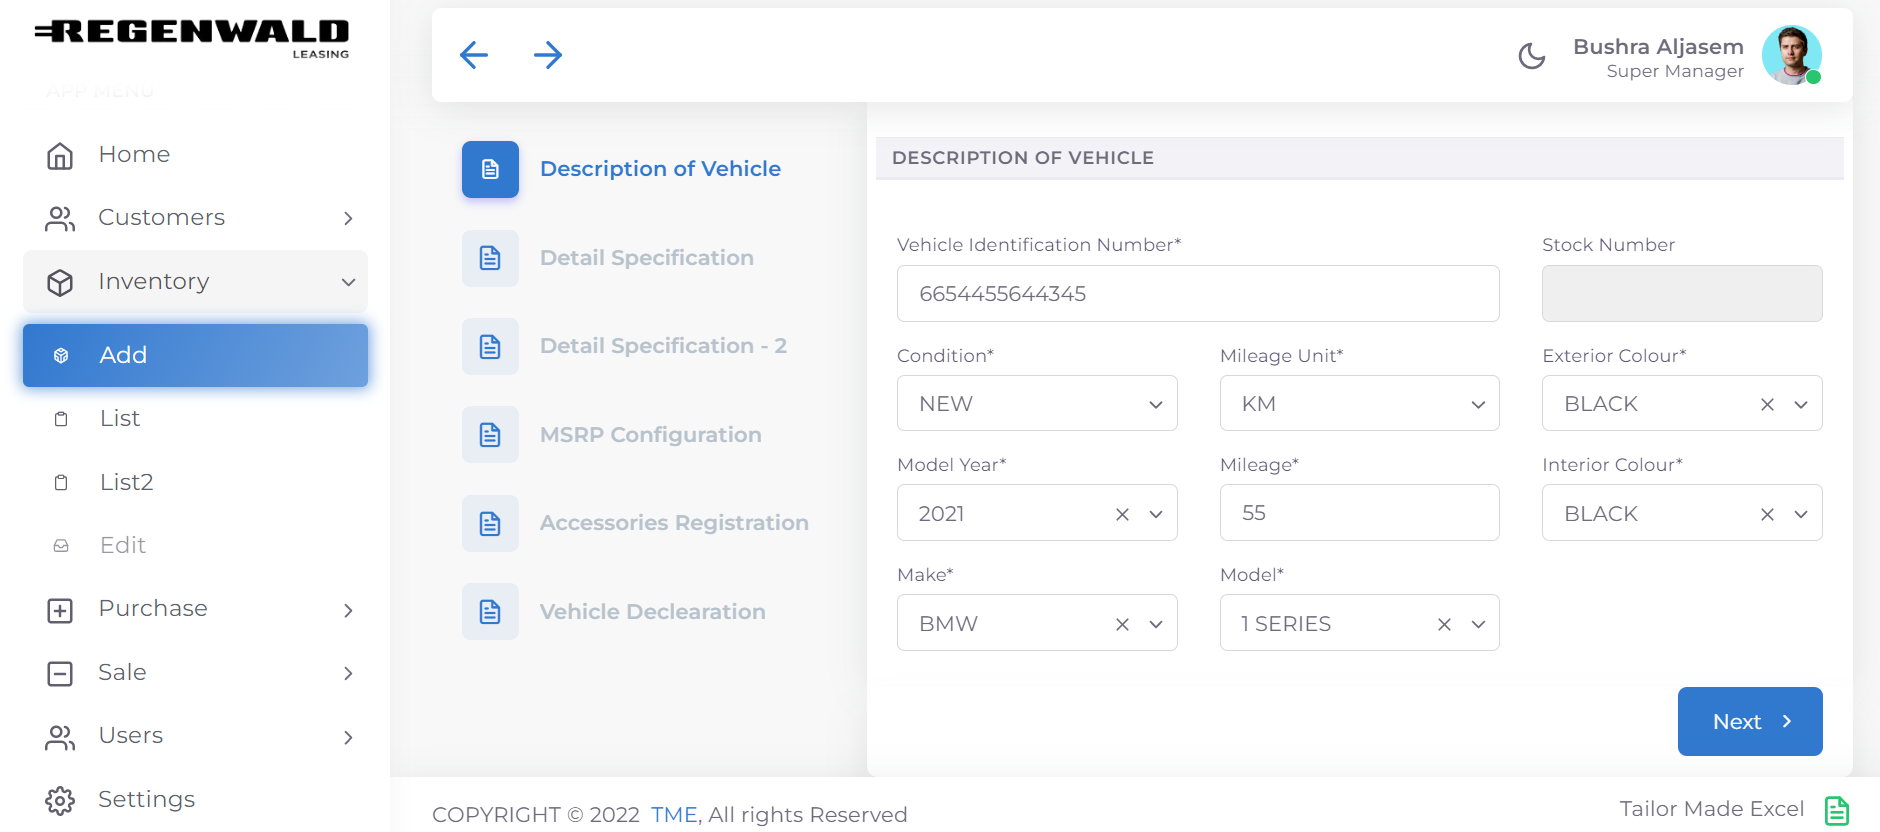 REGENWALD
LEASING
APP MENU
Home
Customers
Inventory
Add
List
List2
Edit
Purchase
Sale
Users
Settings
Bushra Aljasem
Super Manager
Description of Vehicle
Detail Specification
Detail Specification - 2
MSRP Configuration
Accessories Registration
Vehicle Declearation
DESCRIPTION OF VEHICLE
Vehicle Identification Number*
Stock Number
6654455644345
Condition*
Mileage Unit*
Exterior Colour*
NEW
KM
BLACK
Model Year*
Mileage*
Interior Colour*
2021
55
BLACK
Make*
Model*
BMW
1 SERIES
Next
COPYRIGHT © 2022 TME, All rights Reserved
Tailor Made Excel